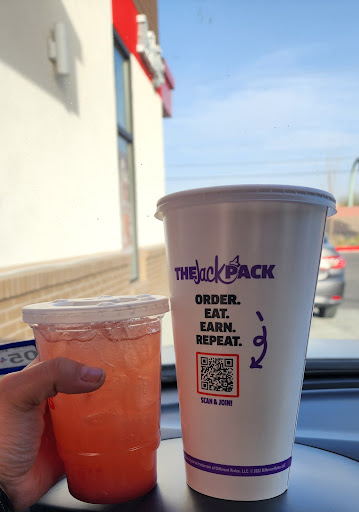 THE Jack PACK
ORDER.
EAT.
EARN.
REPEAT.
SCAN & JOIN!